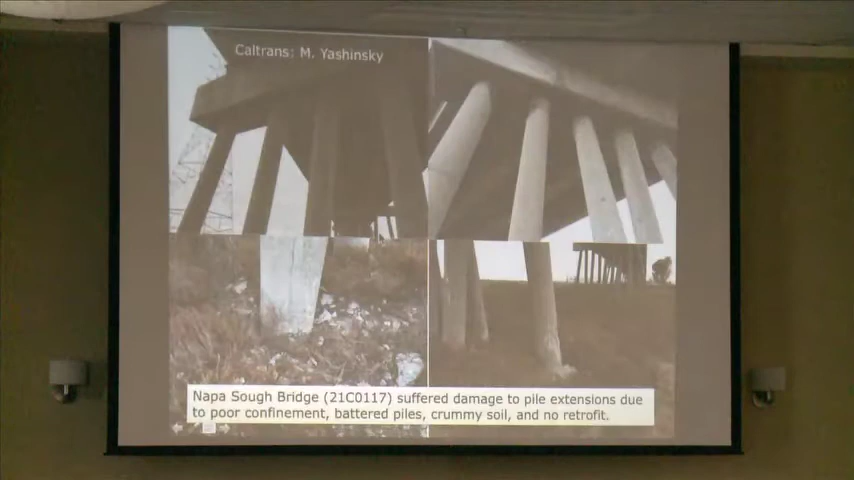 Caltrans: M. Yashinsky
Napa Sough Bridge (21C0117) suffered damage to pile extensions due
to poor confinement, battered piles, crummy soil, and no retrofit.